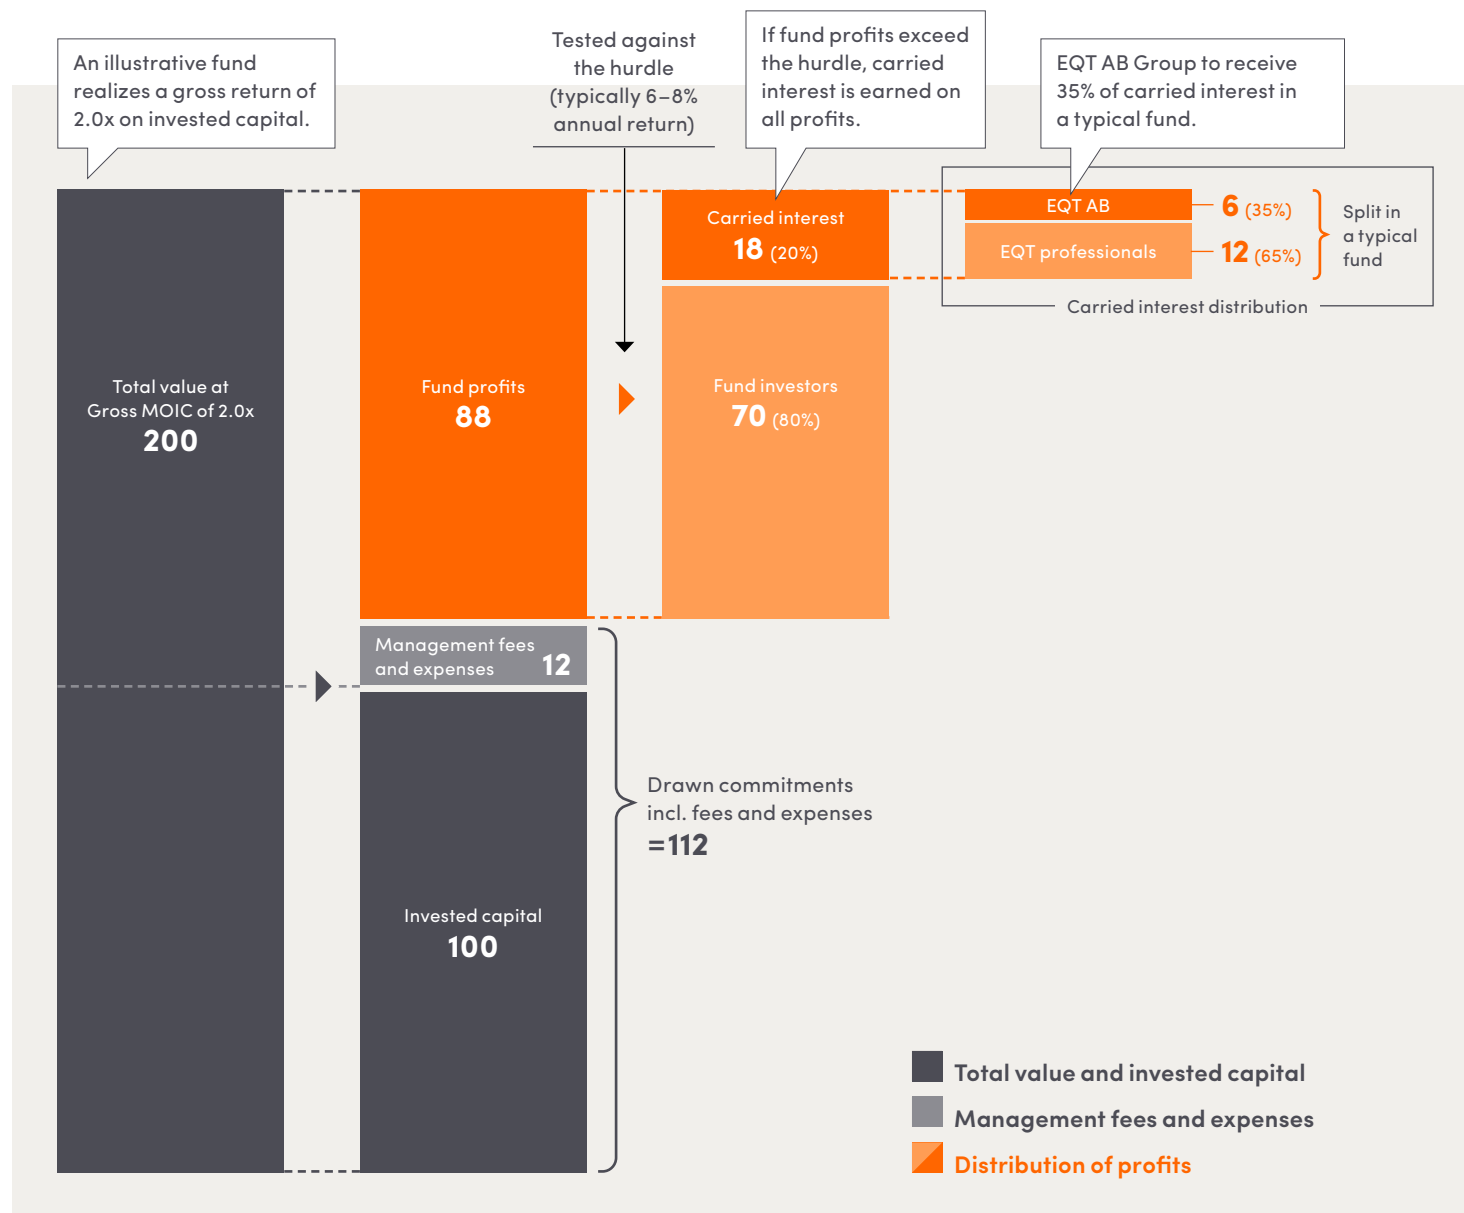 An illustrative fund
realizes a gross return of
2.0x on invested capital.
Tested against
the hurdle
(typically 6–8%
annual return)
If fund profits exceed
the hurdle, carried
interest is earned on
all profits.
EQT AB Group to receive
35% of carried interest in
a typical fund.
Total value at
Gross MOIC of 2.0x
200
Fund profits
88
Carried interest
18 (20%)
Fund investors
70 (80%)
EQT AB
6 (35%)
EQT professionals
12 (65%)
Split in
a typical
fund
Carried interest distribution
Management fees
and expenses 12
Invested capital
100
Drawn commitments
incl. fees and expenses
=112
Total value and invested capital
Management fees and expenses
Distribution of profits